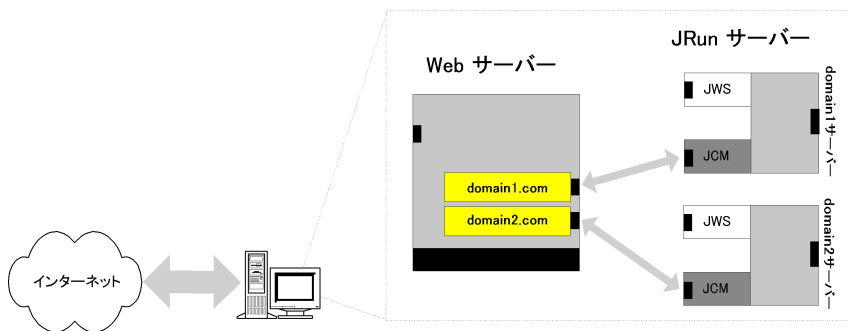 JRun サーバー
Web サーバー
JWS
JCM
domain1サーバー
domain1.com
domain2.com
JWS
JCM
domain2サーバー
インターネット